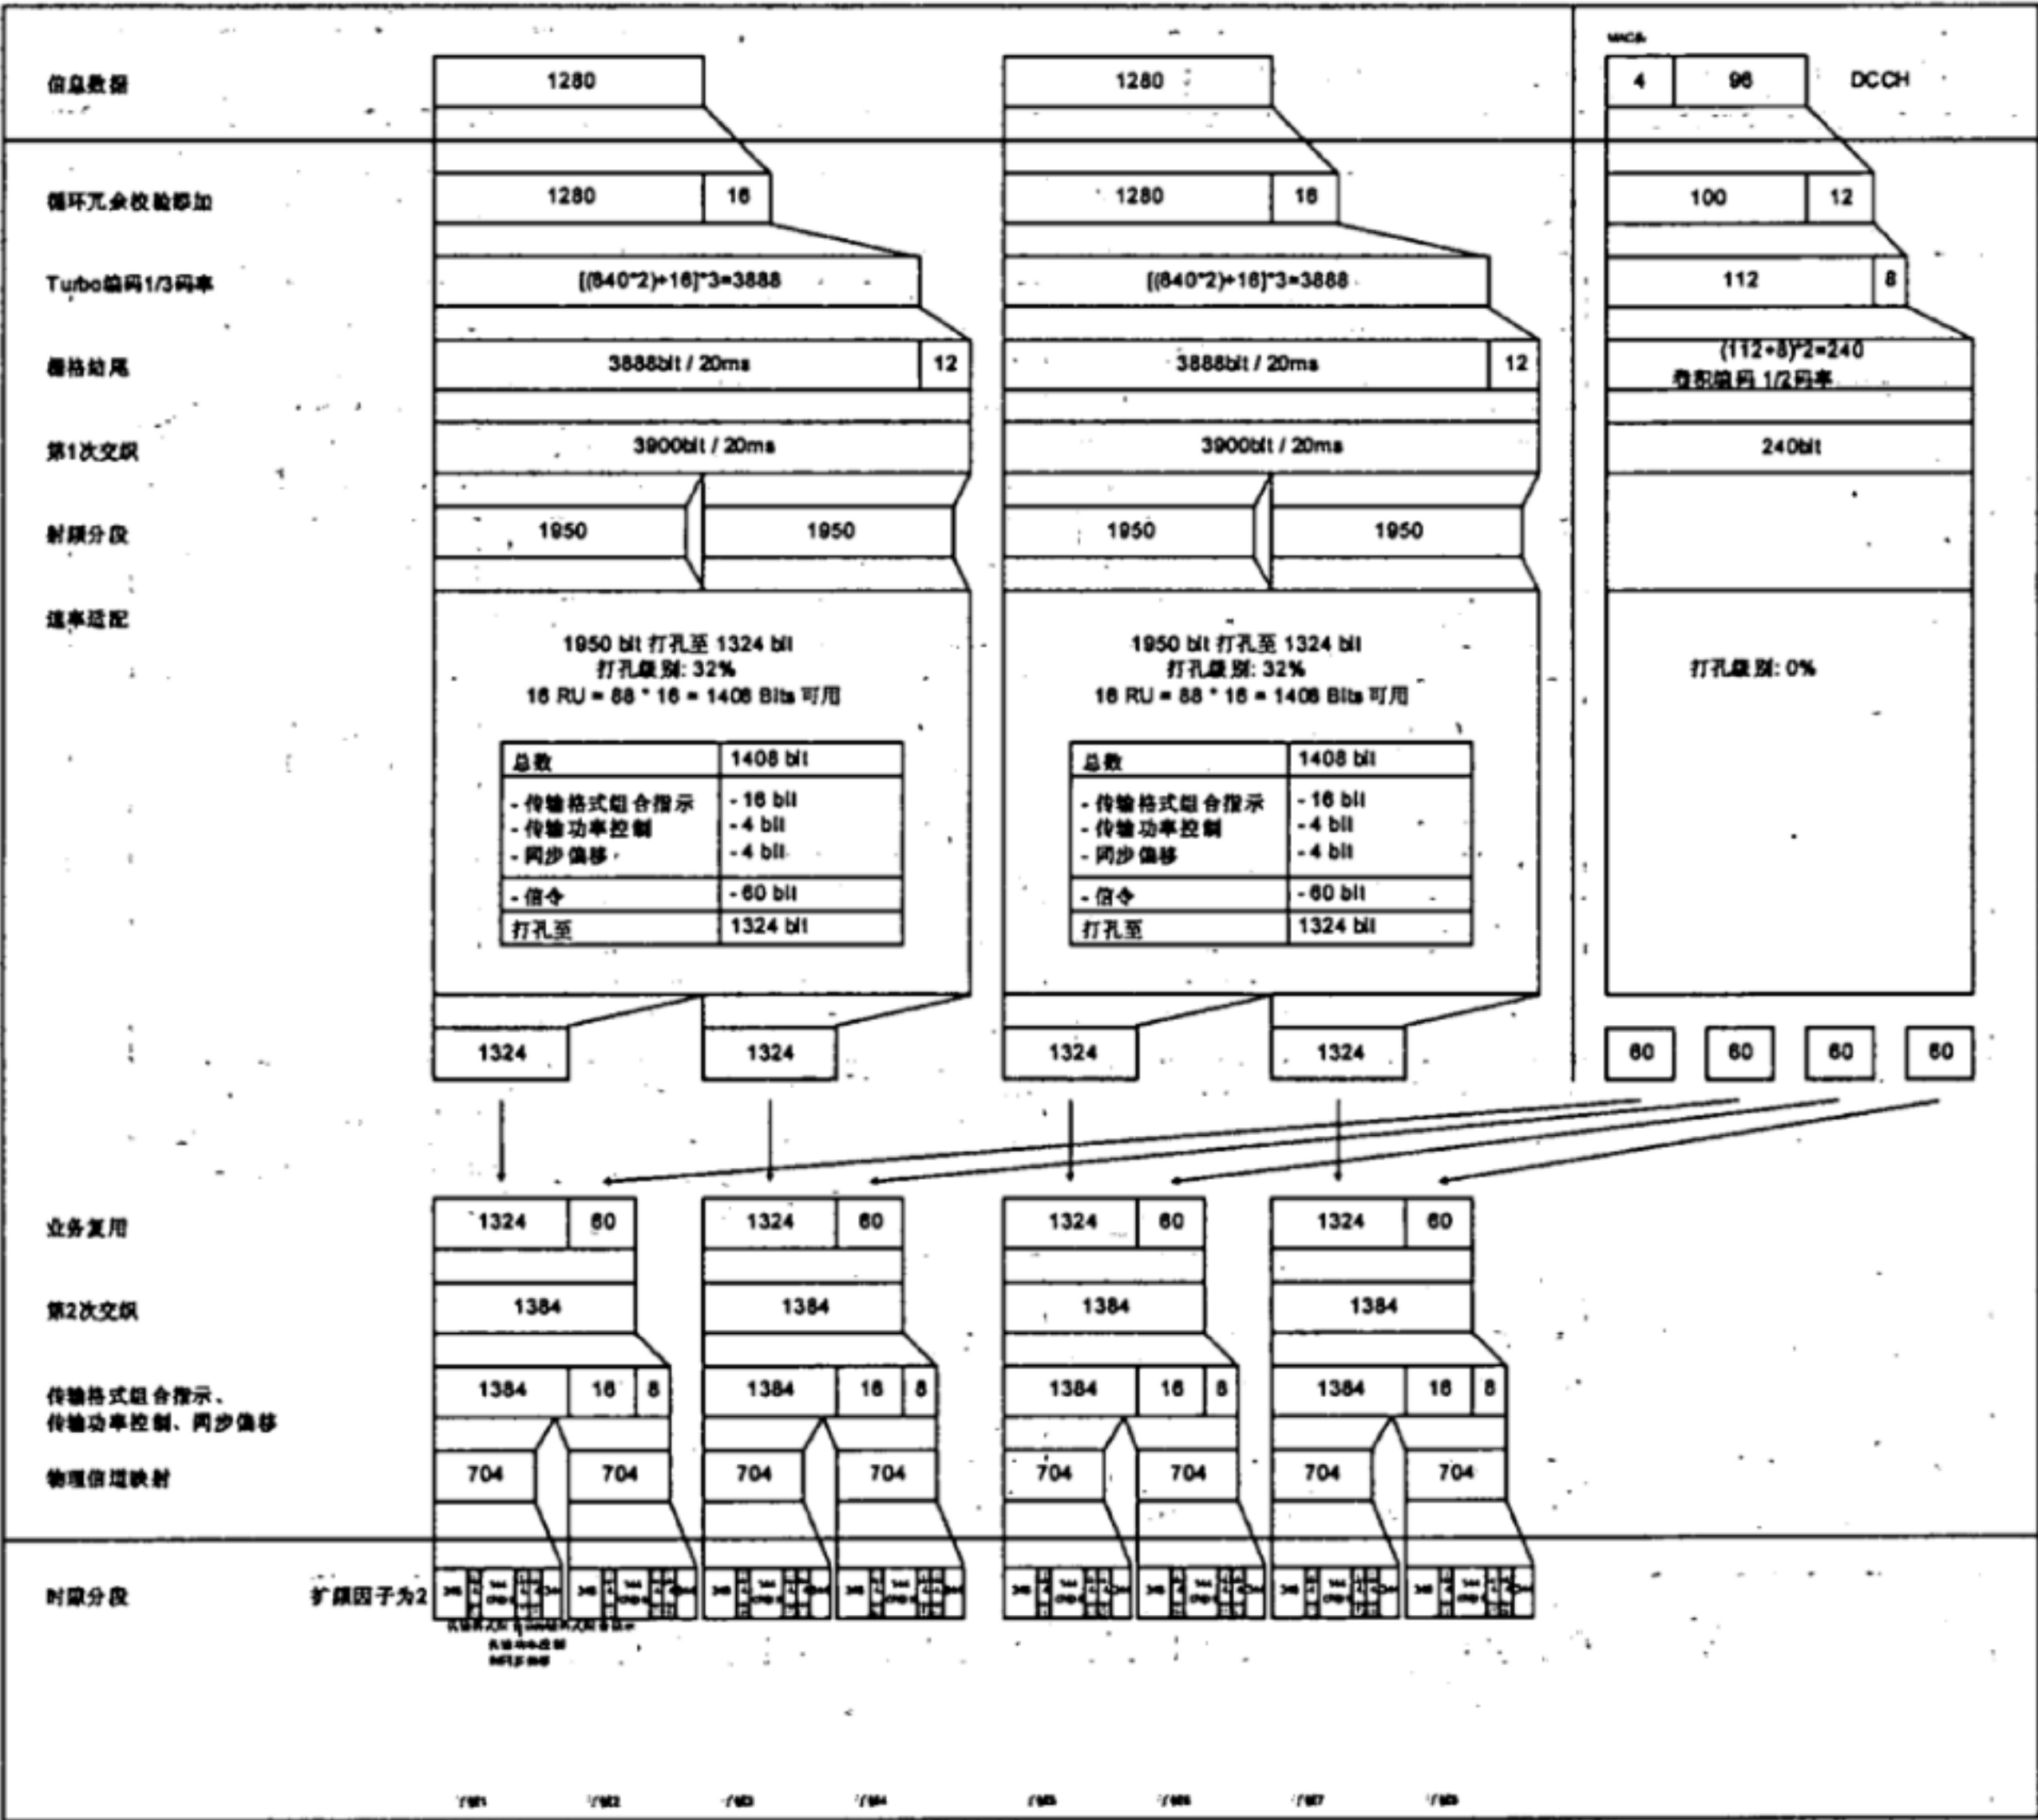 信息数据
1280
1280
4
96
DCCH
循环冗余校验添加
1280
16
1280
16
100
12
Turbo编码1/3码率
[(640*2)+16]*3=3888
[(640*2)+16]*3=3888
112
8
栅格结尾
3888bit / 20ms
12
3888bit / 20ms
12
(112+8)*2=240
卷积编码 1/2码率
第1次交织
3900bit / 20ms
3900bit / 20ms
240bit
射频分段
1950
1950
1950
1950
速率适配
1950 bit 打孔至 1324 bit
打孔级别: 32%
16 RU = 88 * 16 = 1408 Bits 可用
1950 bit 打孔至 1324 bit
打孔级别: 32%
16 RU = 88 * 16 = 1408 Bits 可用
打孔级别: 0%
总数
1408 bit
- 传输格式组合指示
- 16 bit
- 传输功率控制
- 4 bit
- 同步偏移
- 4 bit
- 信令
- 60 bit
打孔至
1324 bit
总数
1408 bit
- 传输格式组合指示
- 16 bit
- 传输功率控制
- 4 bit
- 同步偏移
- 4 bit
- 信令
- 60 bit
打孔至
1324 bit
1324
1324
1324
1324
60
60
60
60
业务复用
1324
60
1324
60
1324
60
1324
60
第2次交织
1384
1384
1384
1384
传输格式组合指示、
传输功率控制、同步偏移
1384
16
8
1384
16
8
1384
16
8
1384
16
8
物理信道映射
704
704
704
704
704
704
704
704
时隙分段
扩频因子为2